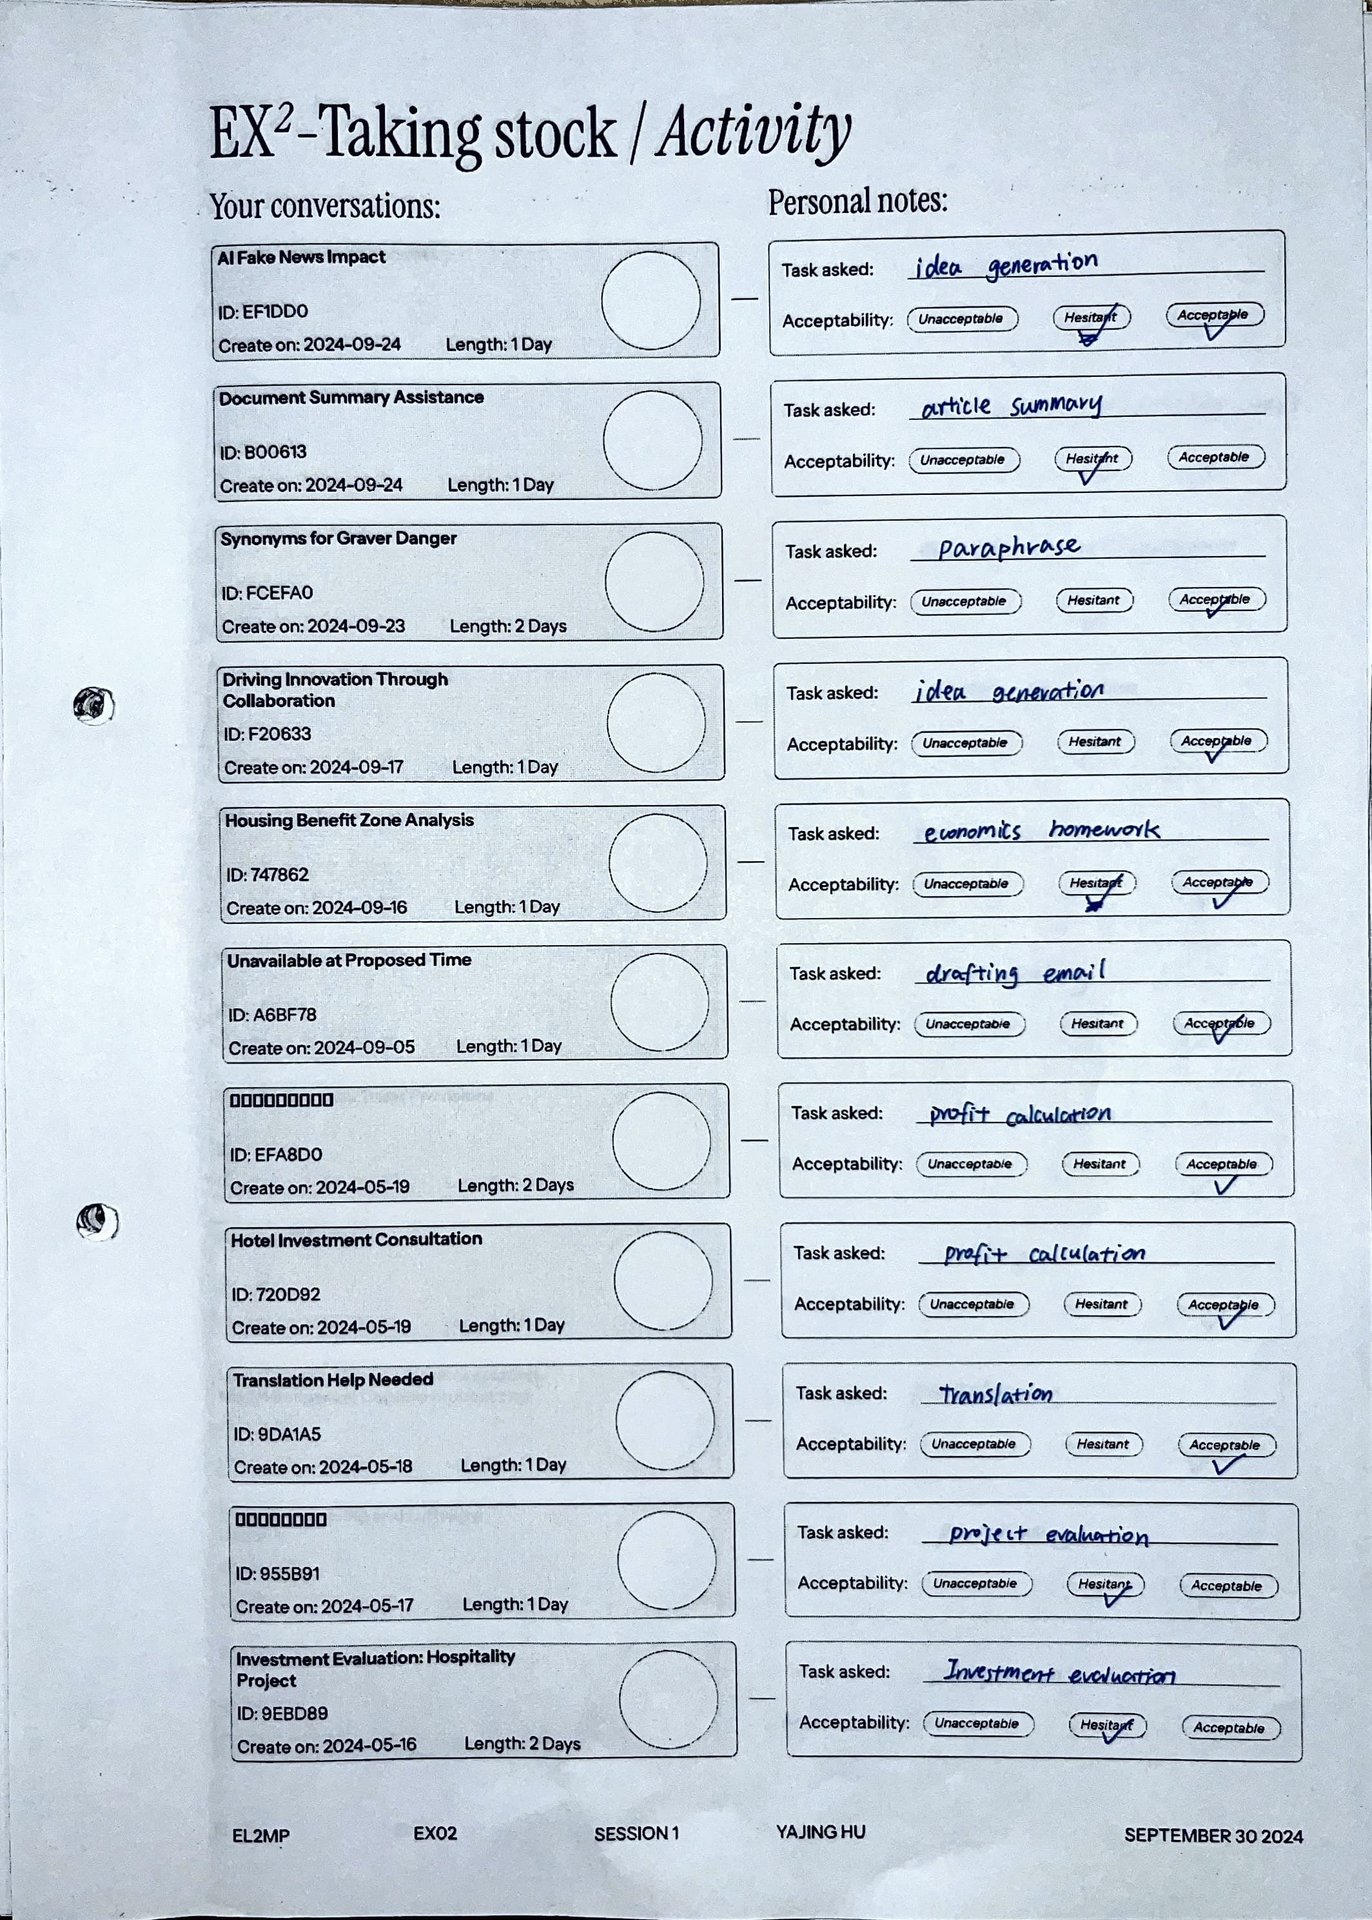 EX²-Taking stock / Activity
Your conversations:
Personal notes:
AI Fake News Impact
ID: EF1DD0
Create on: 2024-09-24 Length: 1 Day
Task asked: idea generation
Acceptability: Unacceptable Hesitant Acceptable
Document Summary Assistance
ID: B00613
Create on: 2024-09-24 Length: 1 Day
Task asked: article summary
Acceptability: Unacceptable Hesitant Acceptable
Synonyms for Graver Danger
ID: FCEFA0
Create on: 2024-09-23 Length: 2 Days
Task asked: paraphrase
Acceptability: Unacceptable Hesitant Acceptable
Driving Innovation Through
Collaboration
ID: F20633
Create on: 2024-09-17 Length: 1 Day
Task asked: idea generation
Acceptability: Unacceptable Hesitant Acceptable
Housing Benefit Zone Analysis
ID: 747862
Create on: 2024-09-16 Length: 1 Day
Task asked: economics homework
Acceptability: Unacceptable Hesitant Acceptable
Unavailable at Proposed Time
ID: A6BF78
Create on: 2024-09-05 Length: 1 Day
Task asked: drafting email
Acceptability: Unacceptable Hesitant Acceptable
ID: EFA8D0
Create on: 2024-05-19 Length: 2 Days
Task asked: profit calculation
Acceptability: Unacceptable Hesitant Acceptable
Hotel Investment Consultation
ID: 720D92
Create on: 2024-05-19 Length: 1 Day
Task asked: profit calculation
Acceptability: Unacceptable Hesitant Acceptable
Translation Help Needed
ID: 9DA1A5
Create on: 2024-05-18 Length: 1 Day
Task asked: translation
Acceptability: Unacceptable Hesitant Acceptable
ID: 955B91
Create on: 2024-05-17 Length: 1 Day
Task asked: project evaluation
Acceptability: Unacceptable Hesitant Acceptable
Investment Evaluation: Hospitality
Project
ID: 9EBD89
Create on: 2024-05-16 Length: 2 Days
Task asked: Investment evaluation
Acceptability: Unacceptable Hesitant Acceptable
EL2MP EX02 SESSION 1 YAJING HU SEPTEMBER 30 2024